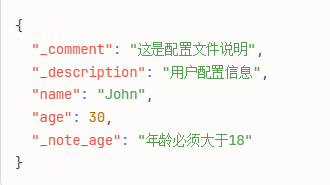 {
"_comment": "这是配置文件说明",
"_description": "用户配置信息",
"name": "John",
"age": 30,
"_note_age": "年龄必须大于18"
}